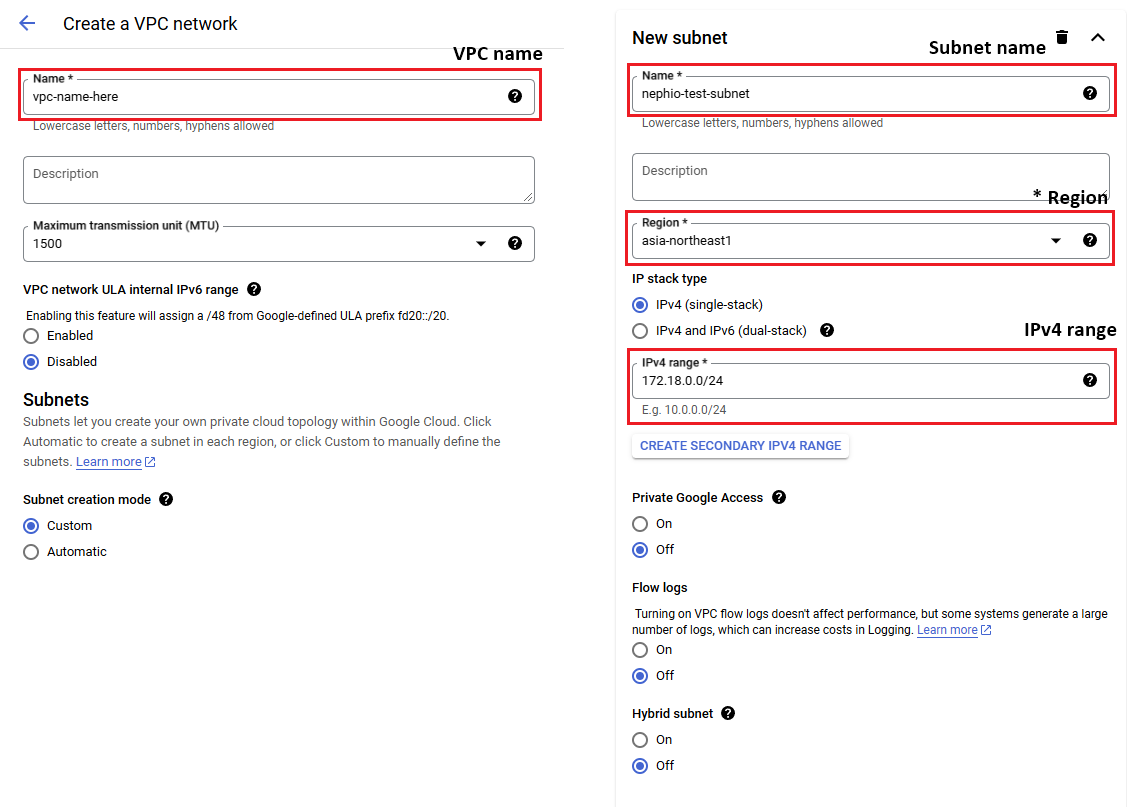 Create a VPC network
VPC name
Name *
vpc-name-here
Lowercase letters, numbers, hyphens allowed
Description
Maximum transmission unit (MTU)
1500
VPC network ULA internal IPv6 range
Enabling this feature will assign a /48 from Google-defined ULA prefix fd20::/20.
Enabled
Disabled
Subnets
Subnets let you create your own private cloud topology within Google Cloud. Click
Automatic to create a subnet in each region, or click Custom to manually define the
subnets. Learn more
Subnet creation mode
Custom
Automatic
New subnet
Subnet name
Name *
nephio-test-subnet
Lowercase letters, numbers, hyphens allowed
Description
* Region
Region *
asia-northeast1
IP stack type
IPv4 (single-stack)
IPv4 and IPv6 (dual-stack)
IPv4 range
IPv4 range *
172.18.0.0/24
E.g. 10.0.0.0/24
CREATE SECONDARY IPV4 RANGE
Private Google Access
On
Off
Flow logs
Turning on VPC flow logs doesn't affect performance, but some systems generate a large
number of logs, which can increase costs in Logging. Learn more
On
Off
Hybrid subnet
On
Off